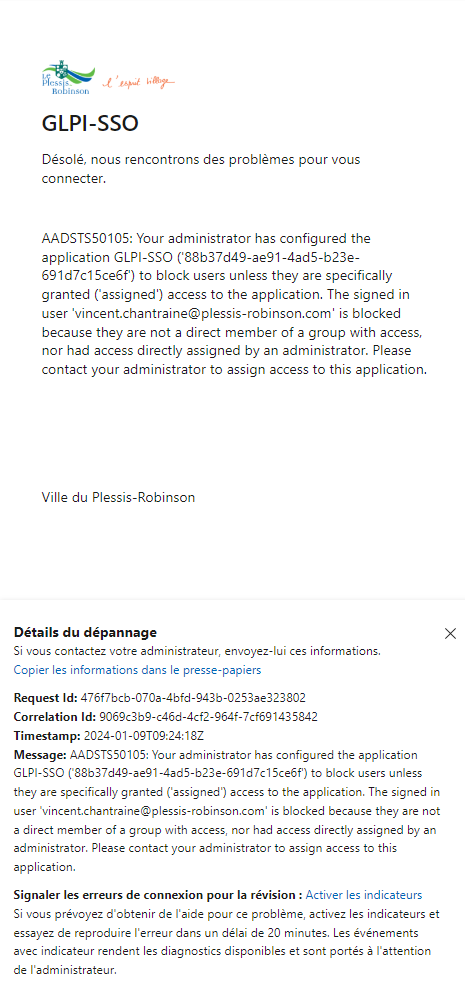 Le
Plessis
Robinson
l'esprit village
GLPI-SSO
Désolé, nous rencontrons des problèmes pour vous
connecter.
AADSTS50105: Your administrator has configured the
application GLPI-SSO ('88b37d49-ae91-4ad5-b23e-
691d7c15ce6f') to block users unless they are specifically
granted ('assigned') access to the application. The signed in
user 'vincent.chantraine@plessis-robinson.com' is blocked
because they are not a direct member of a group with access,
nor had access directly assigned by an administrator. Please
contact your administrator to assign access to this application.
Ville du Plessis-Robinson
Détails du dépannage
Si vous contactez votre administrateur, envoyez-lui ces informations.
Copier les informations dans le presse-papiers
Request Id: 476f7bcb-070a-4bfd-943b-0253ae323802
Correlation Id: 9069c3b9-c46d-4cf2-964f-7cf691435842
Timestamp: 2024-01-09T09:24:18Z
Message: AADSTS50105: Your administrator has configured the application
GLPI-SSO ('88b37d49-ae91-4ad5-b23e-691d7c15ce6f') to block users unless
they are specifically granted ('assigned') access to the application. The signed in
user 'vincent.chantraine@plessis-robinson.com' is blocked because they are not
a direct member of a group with access, nor had access directly assigned by an
administrator. Please contact your administrator to assign access to this
application.
Signaler les erreurs de connexion pour la révision : Activer les indicateurs
Si vous prévoyez d'obtenir de l'aide pour ce problème, activez les indicateurs et
essayez de reproduire l'erreur dans un délai de 20 minutes. Les événements
avec indicateur rendent les diagnostics disponibles et sont portés à l'attention
de l'administrateur.